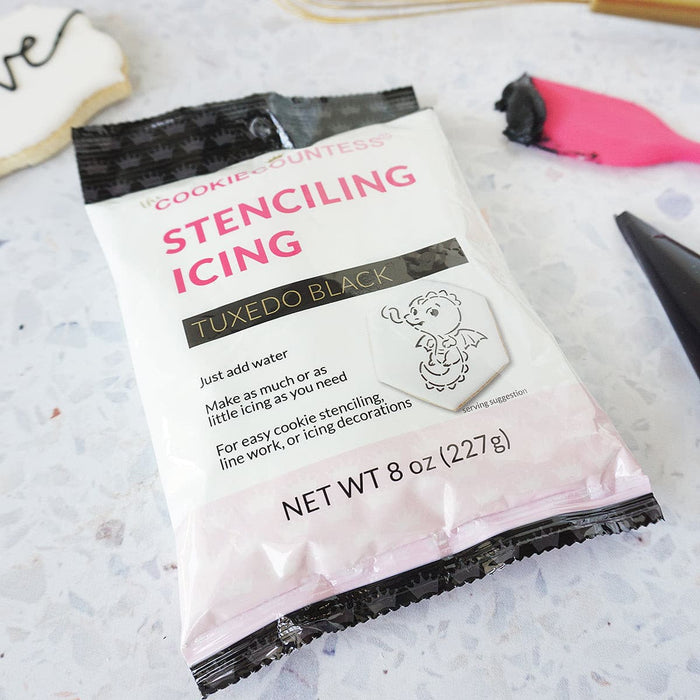 ve
COOKIECOUNTESS®
STENCILING
ICING
TUXEDO BLACK
Just add water
Make as much or as
little icing as you need
For easy cookie stenciling,
line work, or icing decorations
serving suggestion
NET WT 8 oz (227g)